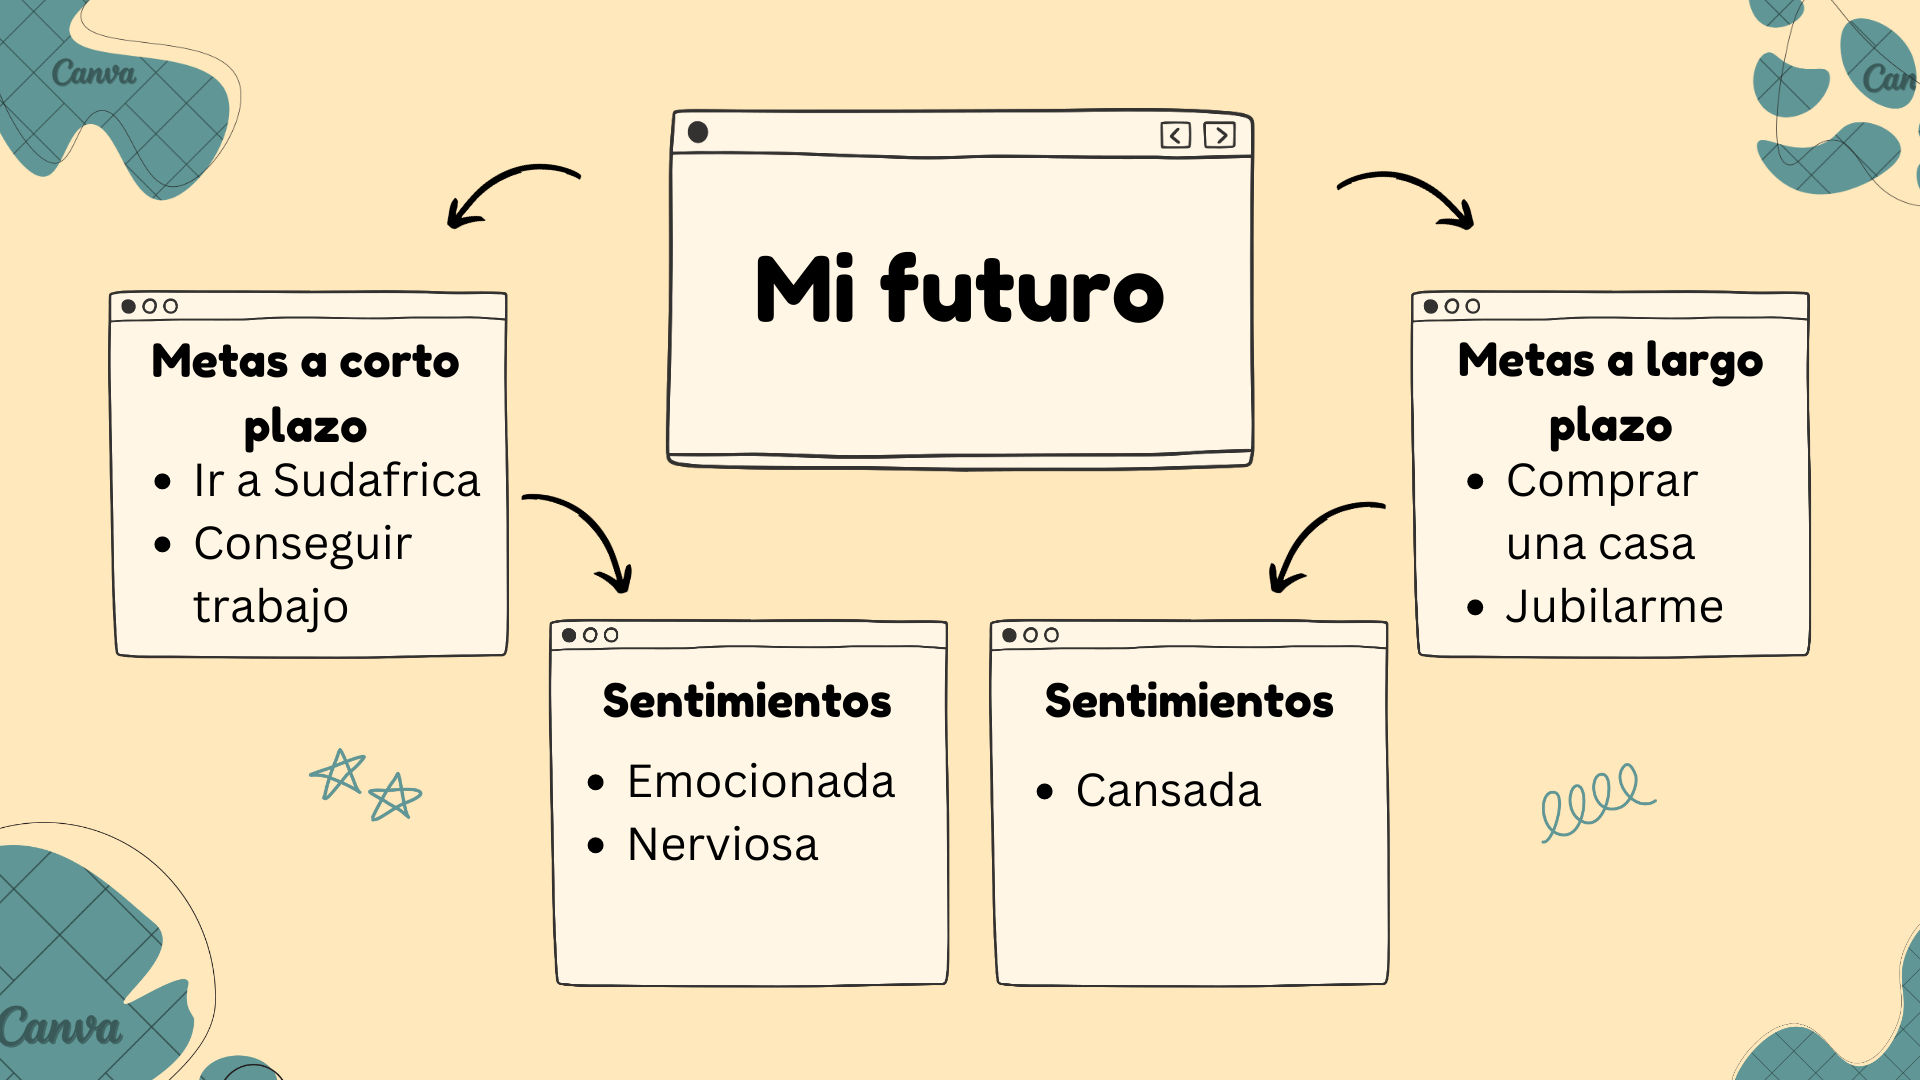 Canva
Can
Mi futuro
Metas a corto
plazo
• Ir a Sudafrica
• Conseguir
trabajo
Metas a largo
plazo
• Comprar
una casa
• Jubilarme
Sentimientos
• Emocionada
• Nerviosa
Sentimientos
• Cansada
Canva